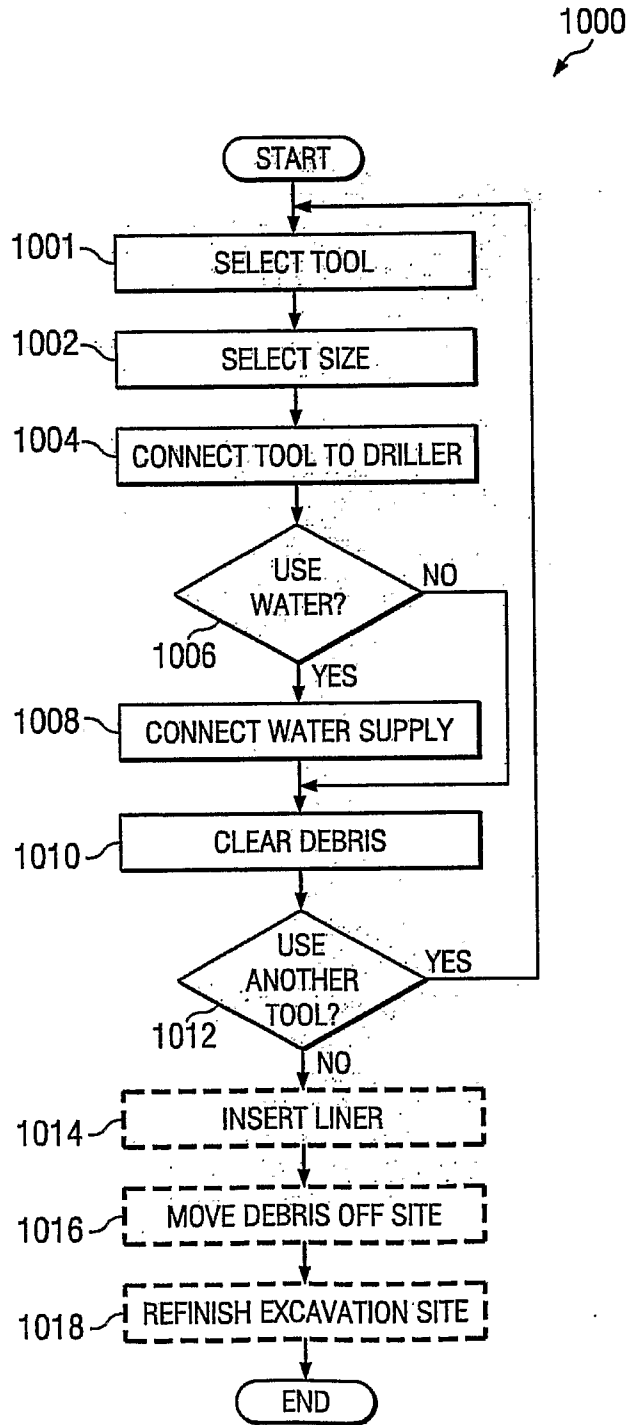 1000
START
1001
SELECT TOOL
1002
SELECT SIZE
1004
CONNECT TOOL TO DRILLER
USE
WATER?
NO
1006
YES
1008
CONNECT WATER SUPPLY
1010
CLEAR DEBRIS
USE
ANOTHER
TOOL?
YES
1012
NO
1014
INSERT LINER
1016
MOVE DEBRIS OFF SITE
1018
REFINISH EXCAVATION SITE
END